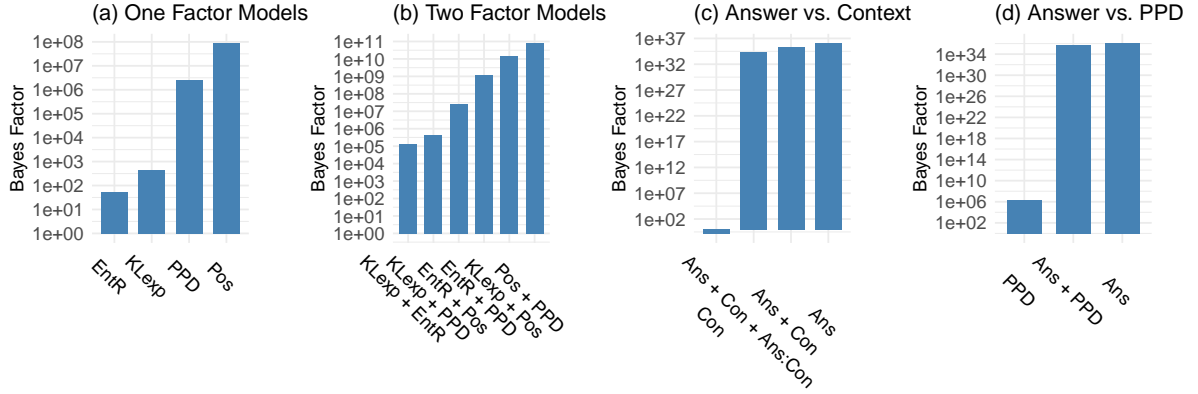 (a) One Factor Models
Bayes Factor
1e+08
1e+07
1e+06
1e+05
1e+04
1e+03
1e+02
1e+01
1e+00
EntR
KLexp
PPD
Pos
(b) Two Factor Models
Bayes Factor
1e+11
1e+10
1e+09
1e+08
1e+07
1e+06
1e+05
1e+04
1e+03
1e+02
1e+01
1e+00
KLexp + EntR
KLexp + PPD
EntR + Pos
EntR + PPD
KLexp + Pos
Pos + PPD
(c) Answer vs. Context
Bayes Factor
1e+37
1e+32
1e+27
1e+22
1e+17
1e+12
1e+07
1e+02
Con
Ans + Con + Ans:Con
Ans + Con
Ans
(d) Answer vs. PPD
Bayes Factor
1e+34
1e+30
1e+26
1e+22
1e+18
1e+14
1e+10
1e+06
1e+02
PPD
Ans + PPD
Ans